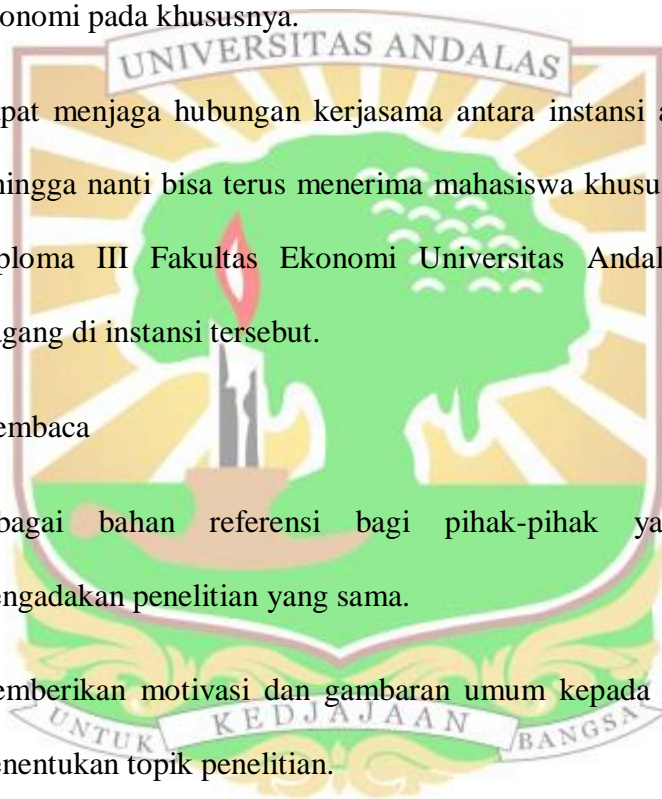 onomi pada khususnya.
UNIVERSITAS ANDALAS
pat menjaga hubungan kerjasama antara instansi a
hingga nanti bisa terus menerima mahasiswa khusu
ploma III Fakultas Ekonomi Universitas Andal
agang di instansi tersebut.
embaca
bagai bahan referensi bagi pihak-pihak ya
engadakan penelitian yang sama.
emberikan motivasi dan gambaran umum kepada
UNTUK KEDJAJAAN BANGSA
enentukan topik penelitian.